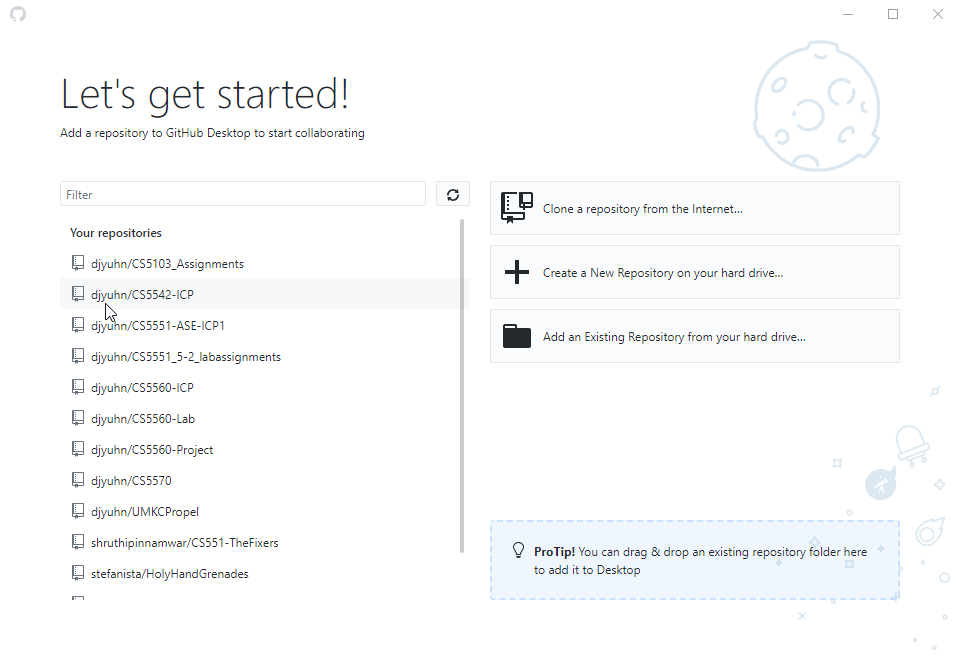 Let's get started!
Add a repository to GitHub Desktop to start collaborating
Filter
Your repositories
djyuhn/CS5103_Assignments
djyuhn/CS5542-ICP
djyuhn/CS5551-ASE-ICP1
djyuhn/CS5551_5-2_labassignments
djyuhn/CS5560-ICP
djyuhn/CS5560-Lab
djyuhn/CS5560-Project
djyuhn/CS5570
djyuhn/UMKCPropel
shruthipinnamwar/CS551-TheFixers
stefanista/HolyHandGrenades
Clone a repository from the Internet...
Create a New Repository on your hard drive...
Add an Existing Repository from your hard drive...
ProTip! You can drag & drop an existing repository folder here
to add it to Desktop